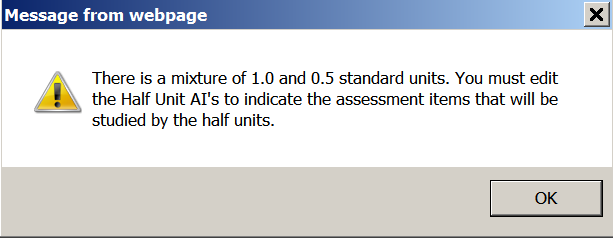 Message from webpage
There is a mixture of 1.0 and 0.5 standard units. You must edit
the Half Unit AI's to indicate the assessment items that will be
studied by the half units.
OK